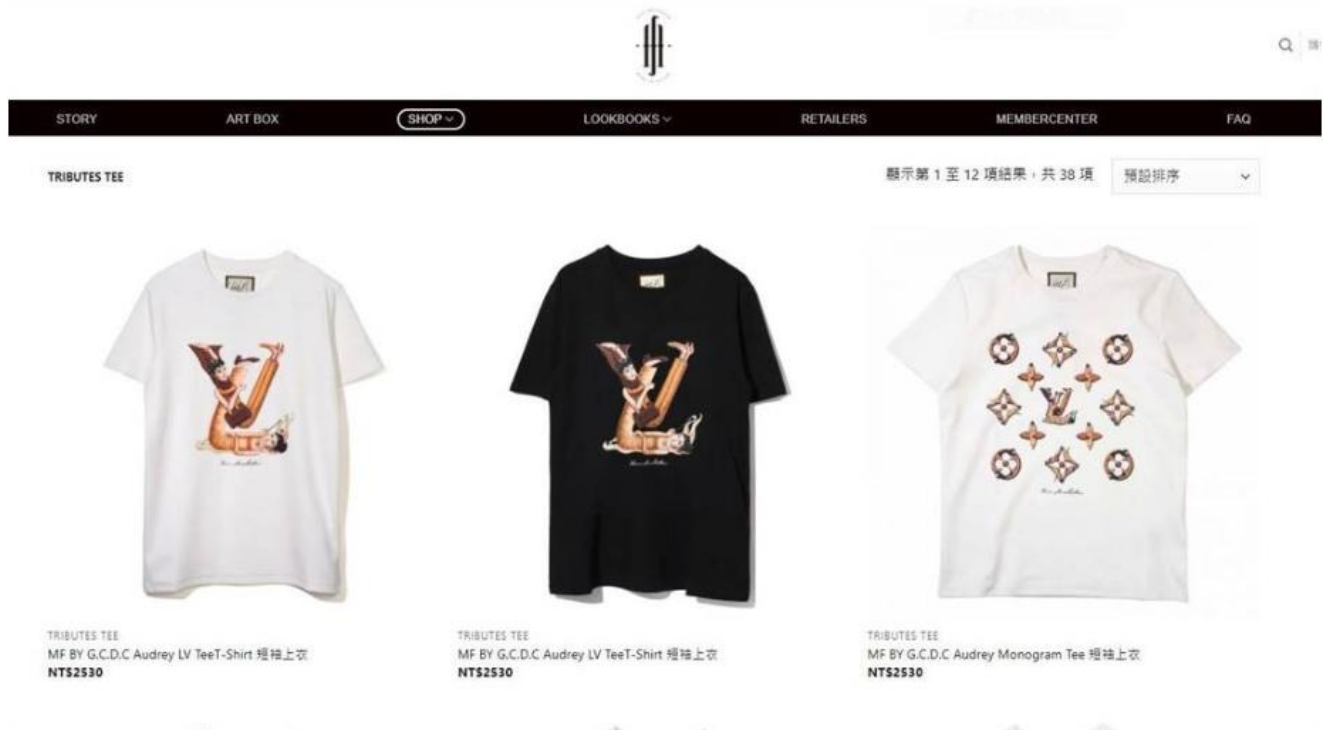 STORY
ART BOX
SHOP
LOOKBOOKS
RETAILERS
MEMBERCENTER
FAQ
TRIBUTES TEE
顯示第 1 至 12 項結果，共 38 項
預設排序
TRIBUTES TEE
MF BY G.C.D.C Audrey LV TeeT-Shirt 短袖上衣
NT$2530
TRIBUTES TEE
MF BY G.C.D.C Audrey LV TeeT-Shirt 短袖上衣
NT$2530
TRIBUTES TEE
MF BY G.C.D.C Audrey Monogram Tee 短袖上衣
NT$2530